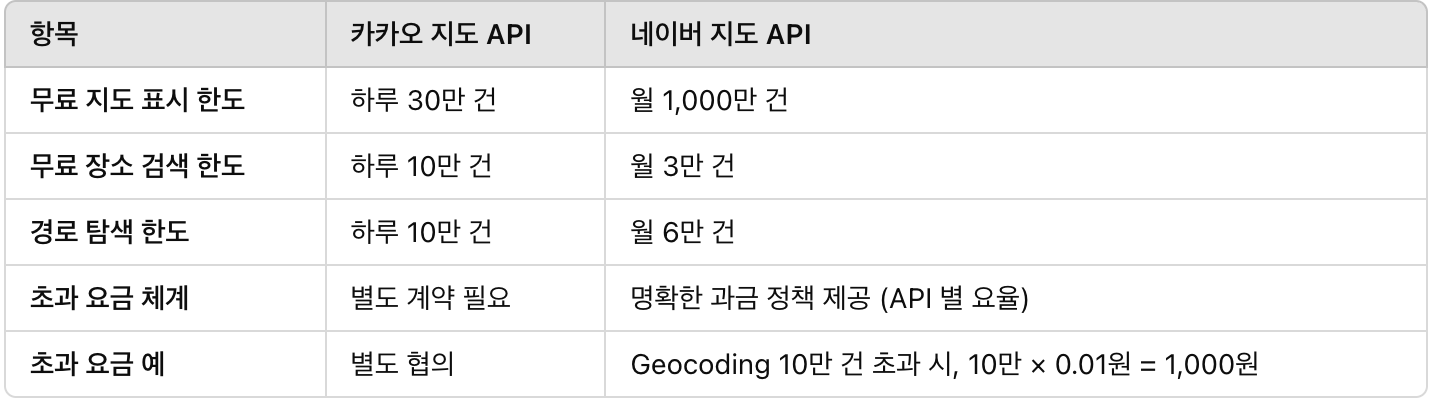 항목 카카오 지도 API 네이버 지도 API
무료 지도 표시 한도 하루 30만 건 월 1,000만 건
무료 장소 검색 한도 하루 10만 건 월 3만 건
경로 탐색 한도 하루 10만 건 월 6만 건
초과 요금 체계 별도 계약 필요 명확한 과금 정책 제공 (API 별 요율)
초과 요금 예 별도 협의 Geocoding 10만 건 초과 시, 10만 × 0.01원 = 1,000원